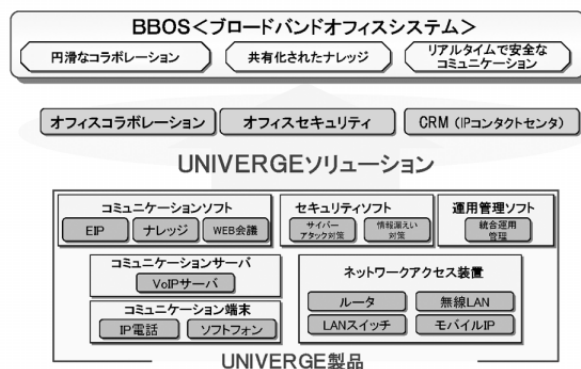 BBOS＜ブロードバンドオフィスシステム＞
円滑なコラボレーション
共有化されたナレッジ
リアルタイムで安全な
コミュニケーション
オフィスコラボレーション
オフィスセキュリティ
CRM（IPコンタクトセンタ）
UNIVERGEソリューション
コミュニケーションソフト
EIP
ナレッジ
WEB会議
セキュリティソフト
サイバー
アタック対策
情報漏えい
対策
運用管理ソフト
統合運用
管理
コミュニケーションサーバ
VoIPサーバ
コミュニケーション端末
IP電話
ソフトフォン
ネットワークアクセス装置
ルータ
無線LAN
LANスイッチ
モバイルIP
UNIVERGE製品